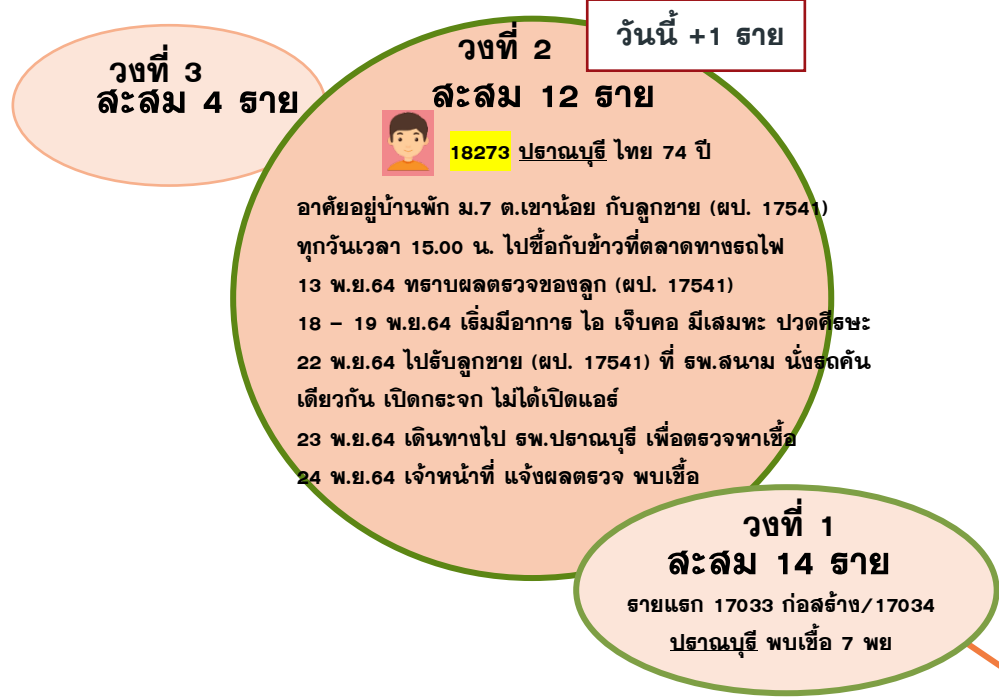 วันนี้ +1 ราย
วงที่ 3
สะสม 4 ราย
วงที่ 2
สะสม 12 ราย
18273 ปราณบุรี ไทย 74 ปี
อาศัยอยู่บ้านพัก ม.7 ต.เขาน้อย กับลูกชาย (ผป. 17541)
ทุกวันเวลา 15.00 น. ไปซื้อกับข้าวที่ตลาดทางรถไฟ
13 พ.ย.64 ทราบผลตรวจของลูก (ผป. 17541)
18 – 19 พ.ย.64 เริ่มมีอาการ ไอ เจ็บคอ มีเสมหะ ปวดศีรษะ
22 พ.ย.64 ไปรับลูกชาย (ผป. 17541) ที่ รพ.สนาม นั่งรถคัน
เดียวกัน เปิดกระจก ไม่ได้เปิดแอร์
23 พ.ย.64 เดินทางไป รพ.ปราณบุรี เพื่อตรวจหาเชื้อ
24 พ.ย.64 เจ้าหน้าที่ แจ้งผลตรวจ พบเชื้อ
วงที่ 1
สะสม 14 ราย
รายแรก 17033 ก่อสร้าง/17034
ปราณบุรี พบเชื้อ 7 พย